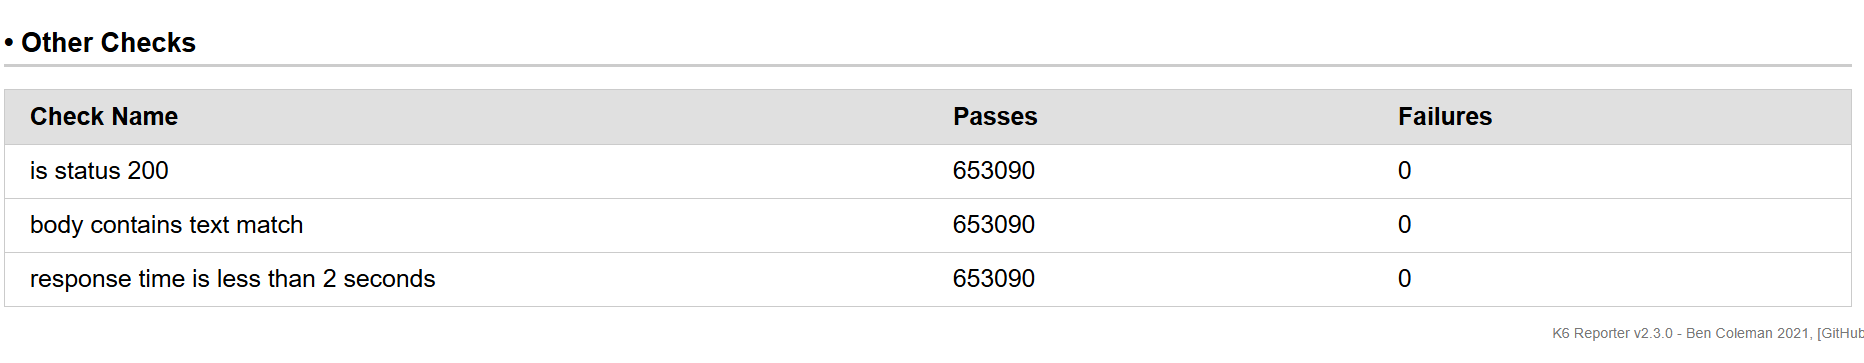 • Other Checks
Check Name Passes Failures
is status 200 653090 0
body contains text match 653090 0
response time is less than 2 seconds 653090 0
K6 Reporter v2.3.0 - Ben Coleman 2021, [GitHub